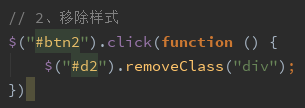 // 2、移除样式
$("#btn2").click(function () {
$("#d2").removeClass("div");
})